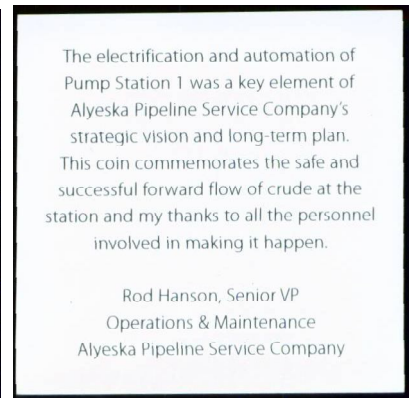 The electrification and automation of
Pump Station 1 was a key element of
Alyeska Pipeline Service Company's
strategic vision and long-term plan.
This coin commemorates the safe and
successful forward flow of crude at the
station and my thanks to all the personnel
involved in making it happen.
Rod Hanson, Senior VP
Operations & Maintenance
Alyeska Pipeline Service Company